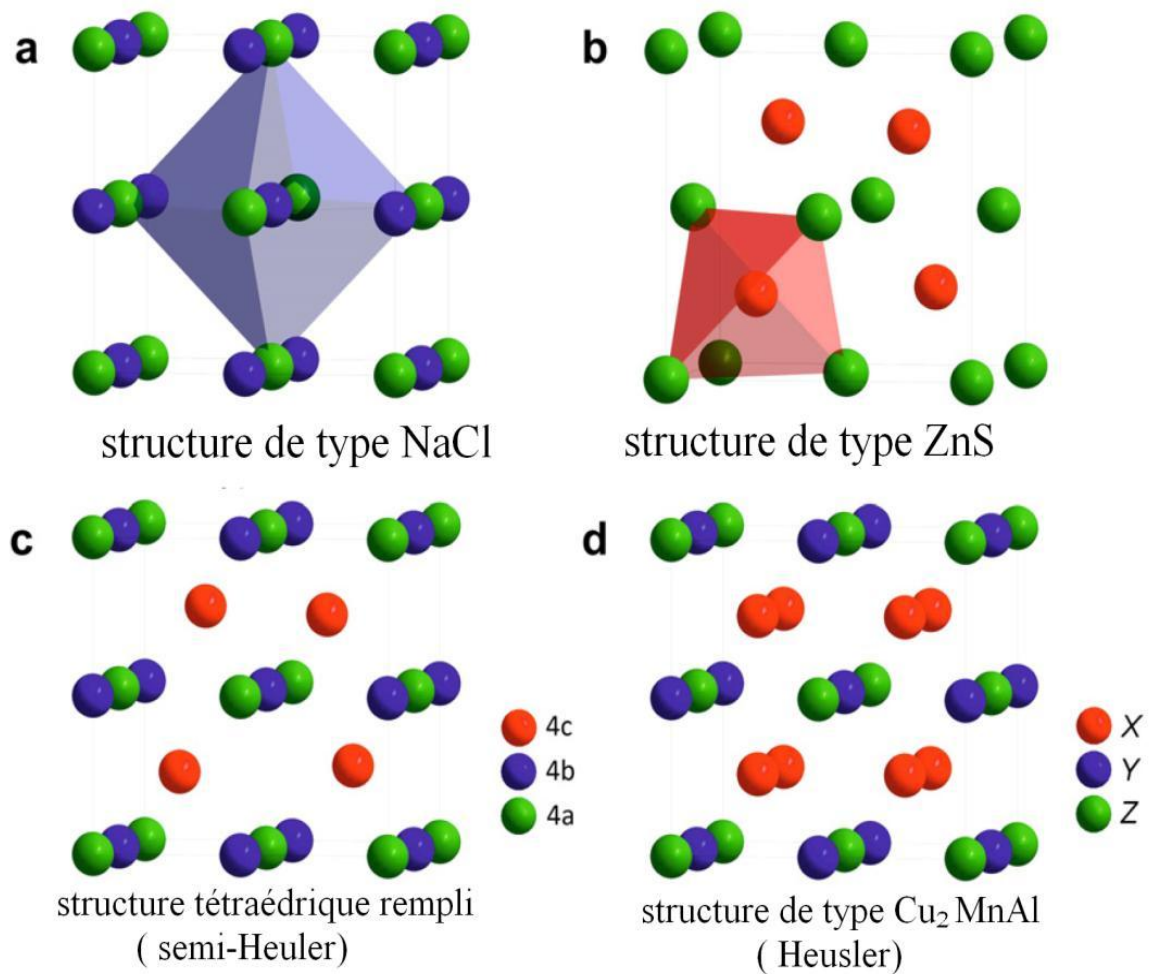 a
b
structure de type NaCl
structure de type ZnS
c
d
4c
4b
4a
X
Y
Z
structure tétraédrique rempli
( semi-Heuler)
structure de type Cu₂ MnAl
( Heusler)